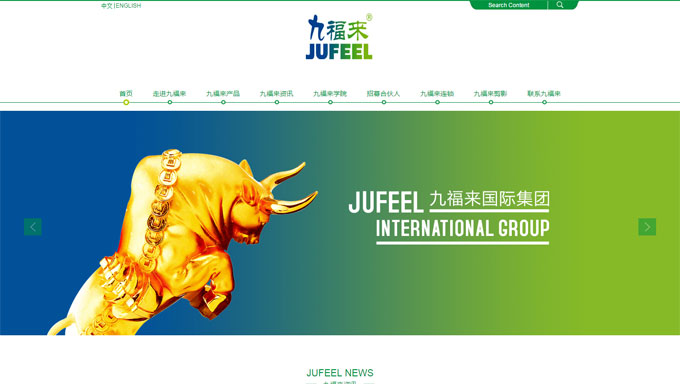 中文 | ENGLISH
Search Content
九福来®
JUFEEL
首页 走进九福来 九福来产品 九福来资讯 九福来学院 招募合伙人 九福来连锁 九福来剪影 联系九福来
JUFEEL 九福来国际集团
INTERNATIONAL GROUP
JUFEEL NEWS
九福来资讯